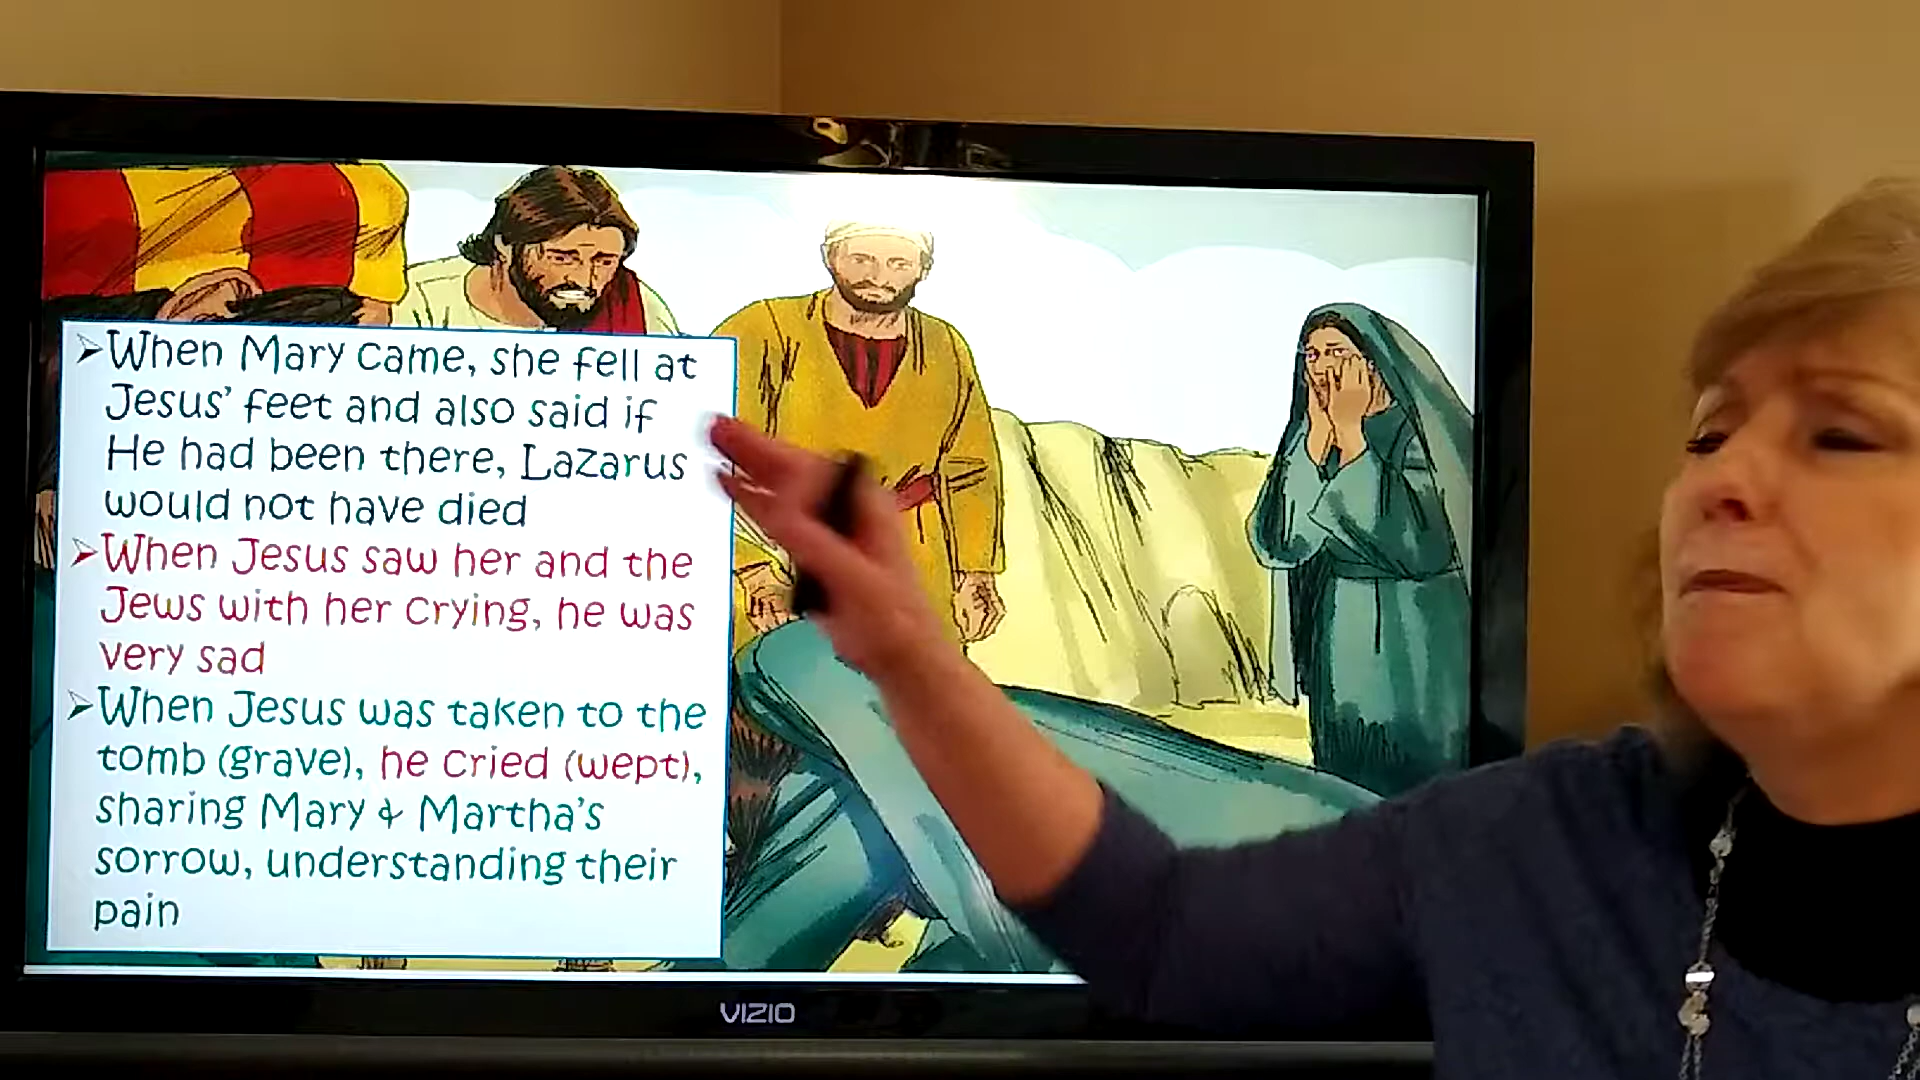 ➢When Mary came, she fell at
Jesus' feet and also said if
He had been there, Lazarus
would not have died
➢When Jesus saw her and the
Jews with her crying, he was
very sad
➢When Jesus was taken to the
tomb (grave), he cried (wept),
sharing Mary & Martha's
sorrow, understanding their
pain
VIZIO